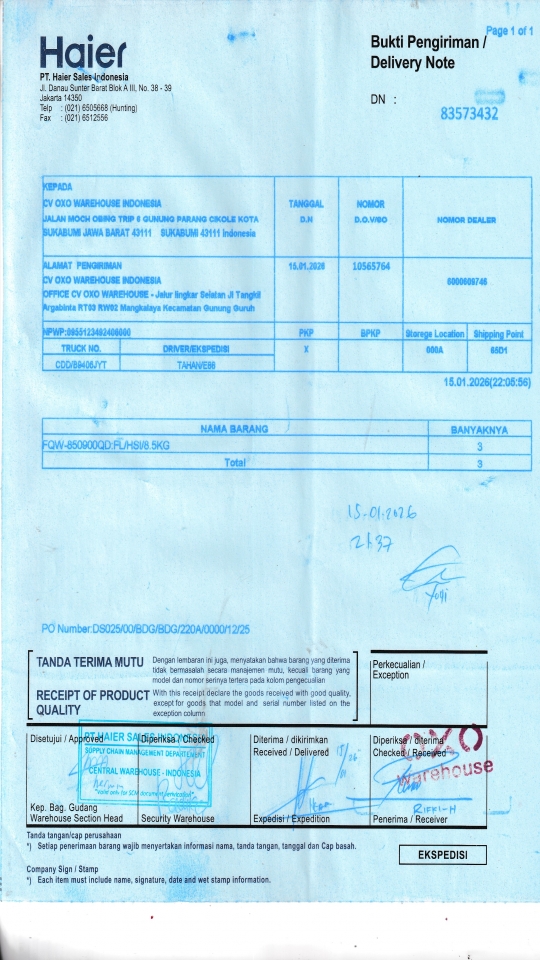 Page 1 of 1
Haier
Bukti Pengiriman /
Delivery Note
PT. Haier Sales Indonesia
Jl. Danau Sunter Barat Blok A III, No. 38 - 39
Jakarta 14350
Telp : (021) 6505668 (Hunting)
Fax : (021) 6512556
DN :
83573432
KEPADA
CV OXO WAREHOUSE INDONESIA
JALAN MOCH OBING TRIP 6 GUNUNG PARANG CIKOLE KOTA
SUKABUMI JAWA BARAT 43111 SUKABUMI 43111 Indonesia
TANGGAL
D.N
NOMOR
D.O.V/SO
NOMOR DEALER
ALAMAT PENGIRIMAN
CV OXO WAREHOUSE INDONESIA
OFFICE CV OXO WAREHOUSE - Jalur lingkar Selatan Jl Tangkil
Argabinta RT03 RW02 Mangkalaya Kecamatan Gunung Guruh
15.01.2026
10565764
8000609746
NPWP:0955123492406000
PKP
BPKP
Storege Location
Shipping Point
TRUCK NO.
DRIVER/EKSPEDISI
X
000A
65D1
CDD/B9406JYT
TAHAN/E66
15.01.2026(22:05:56)
NAMA BARANG
BANYAKNYA
FQW-850900QD:FL/HSI/8.5KG
3
Total
3
15-01-2026
21:37
Yogi
PO Number:DS025/00/BDG/BDG/220A/0000/12/25
TANDA TERIMA MUTU
Dengan lembaran ini juga, menyatakan bahwa barang yang diterima
tidak bermasalah secara manajemen mutu, kecuali barang yang
model dan nomor serinya tertera pada kolom pengecualian
RECEIPT OF PRODUCT
QUALITY
With this receipt declare the goods received with good quality,
except for goods that model and serial number listed on the
exception column
Perkecualian /
Exception
Disetujui / Approved
Diperiksa / Checked
Diterima / dikirimkan
Received / Delivered
Diperiksa / diterima
Checked / Received
PT HAIER SALES INDONESIA
SUPPLY CHAIN MANAGEMENT DEPARTEMENT
CENTRAL WAREHOUSE - INDONESIA
OXO
warehouse
RIFKI-H
Kep. Bag. Gudang
Warehouse Section Head
Security Warehouse
Expedisi / Expedition
Penerima / Receiver
Tanda tangan/cap perusahaan
*) Setiap penerimaan barang wajib menyertakan informasi nama, tanda tangan, tanggal dan Cap basah.
EKSPEDISI
Company Sign / Stamp
*) Each item must include name, signature, date and wet stamp information.